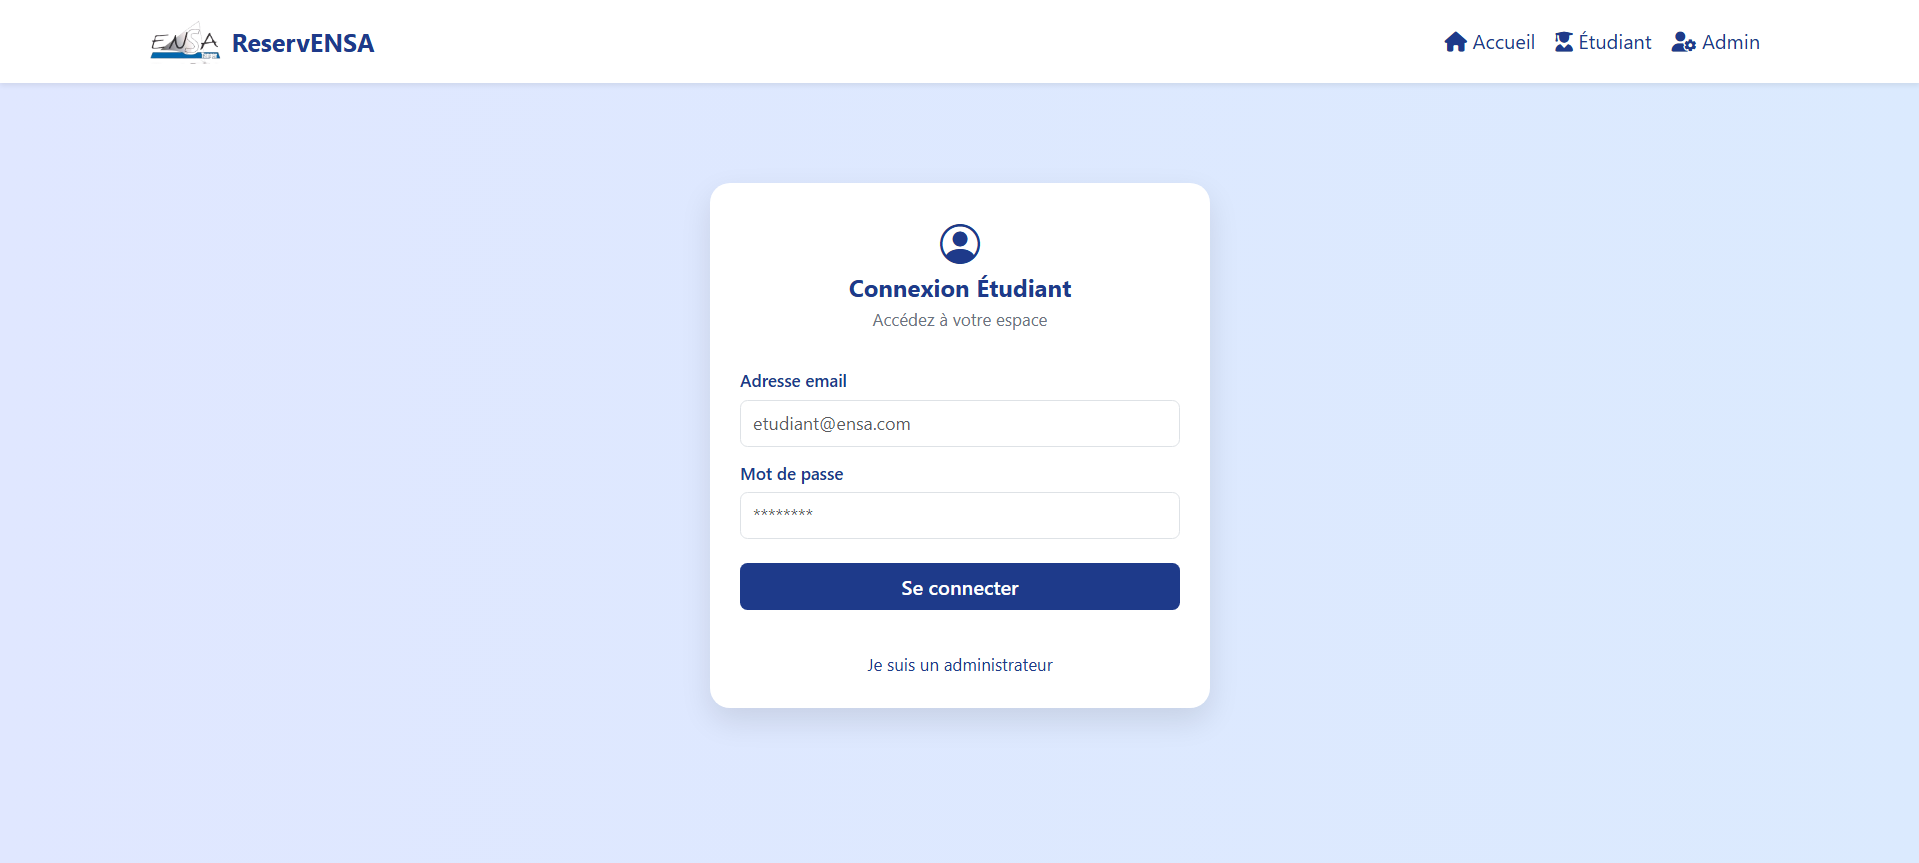 ENSA
ReservENSA
Accueil
Étudiant
Admin
Connexion Étudiant
Accédez à votre espace
Adresse email
etudiant@ensa.com
Mot de passe
********
Se connecter
Je suis un administrateur